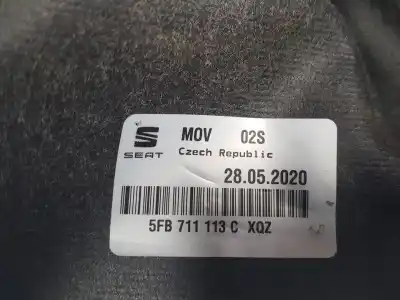 MOV 02S
SEAT Czech Republic
28.05.2020
5FB 711 113 C XQZ